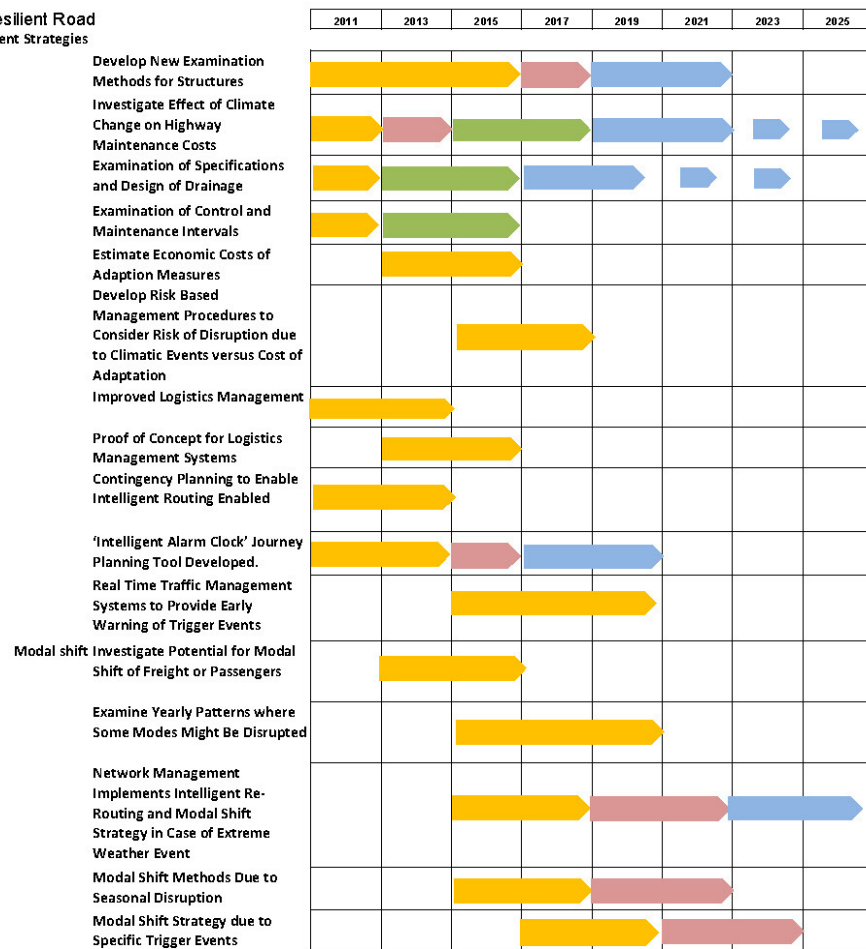 esilient Road
ent Strategies
2011 2013 2015 2017 2019 2021 2023 2025
Develop New Examination
Methods for Structures
Investigate Effect of Climate
Change on Highway
Maintenance Costs
Examination of Specifications
and Design of Drainage
Examination of Control and
Maintenance Intervals
Estimate Economic Costs of
Adaption Measures
Develop Risk Based
Management Procedures to
Consider Risk of Disruption due
to Climatic Events versus Cost of
Adaptation
Improved Logistics Management
Proof of Concept for Logistics
Management Systems
Contingency Planning to Enable
Intelligent Routing Enabled
‘Intelligent Alarm Clock’ Journey
Planning Tool Developed.
Real Time Traffic Management
Systems to Provide Early
Warning of Trigger Events
Modal shift Investigate Potential for Modal
Shift of Freight or Passengers
Examine Yearly Patterns where
Some Modes Might Be Disrupted
Network Management
Implements Intelligent Re-
Routing and Modal Shift
Strategy in Case of Extreme
Weather Event
Modal Shift Methods Due to
Seasonal Disruption
Modal Shift Strategy due to
Specific Trigger Events